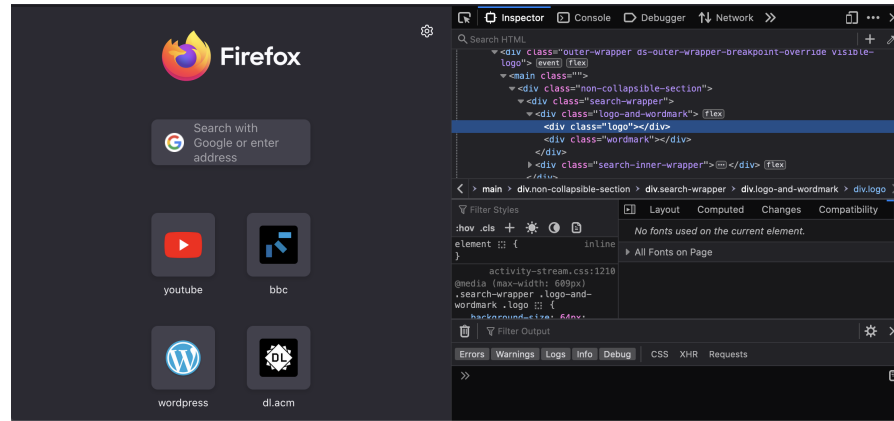 Firefox
Search with
Google or enter
address
youtube
bbc
wordpress
DL
dl.acm
Inspector
Console
Debugger
Network
Search HTML
<div class="outer-wrapper ds-outer-wrapper-breakpoint-override visible-
logo"> event flex
<main class="">
<div class="non-collapsible-section">
<div class="search-wrapper">
<div class="logo-and-wordmark"> flex
<div class="logo"></div>
<div class="wordmark"></div>
</div>
<div class="search-inner-wrapper"> </div> flex
</div>
main > div.non-collapsible-section > div.search-wrapper > div.logo-and-wordmark > div.logo
Filter Styles
:hov .cls +
element { inline
}
activity-stream.css:1210
@media (max-width: 609px)
.search-wrapper .logo-and-
wordmark .logo {
background-size: 64px;
Layout Computed Changes Compatibility
No fonts used on the current element.
All Fonts on Page
Filter Output
Errors Warnings Logs Info Debug CSS XHR Requests